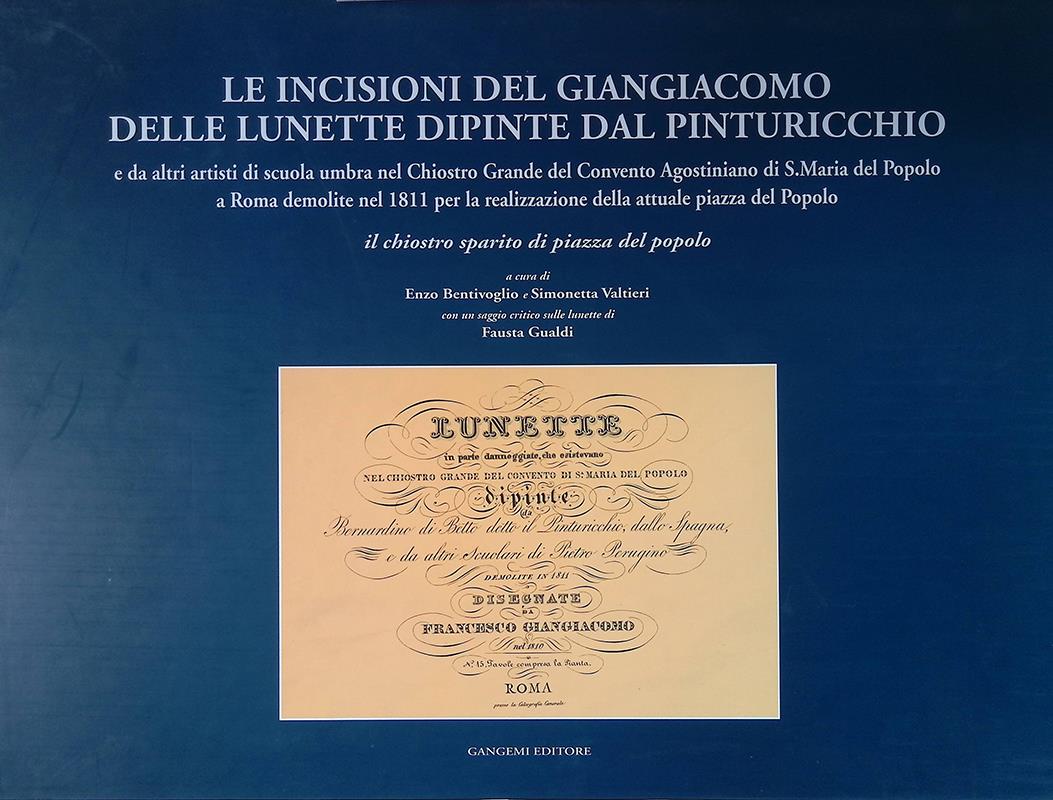 LE INCISIONI DEL GIANGIACOMO
DELLE LUNETTE DIPINTE DAL PINTURICCHIO
e da altri artisti di scuola umbra nel Chiostro Grande del Convento Agostiniano di S.Maria del Popolo
a Roma demolite nel 1811 per la realizzazione della attuale piazza del Popolo
il chiostro sparito di piazza del popolo
a cura di
Enzo Bentivoglio e Simonetta Valtieri
con un saggio critico sulle lunette di
Fausta Gualdi
LUNETTE
in parte danneggiate, che esistevano
NEL CHIOSTRO GRANDE DEL CONVENTO DI Sa. MARIA DEL POPOLO
dipinte
da
Bernardino di Betto detto il Pinturicchio, dallo Spagna,
e da altri Scuolari di Pietro Perugino
DEMOLITE IN 1811
DISEGNATE
DA
FRANCESCO GIANGIACOMO
nel 1810
N.º 15, Tavole compresa la Pianta.
ROMA
presso la Calcografia Camerale
GANGEMI EDITORE